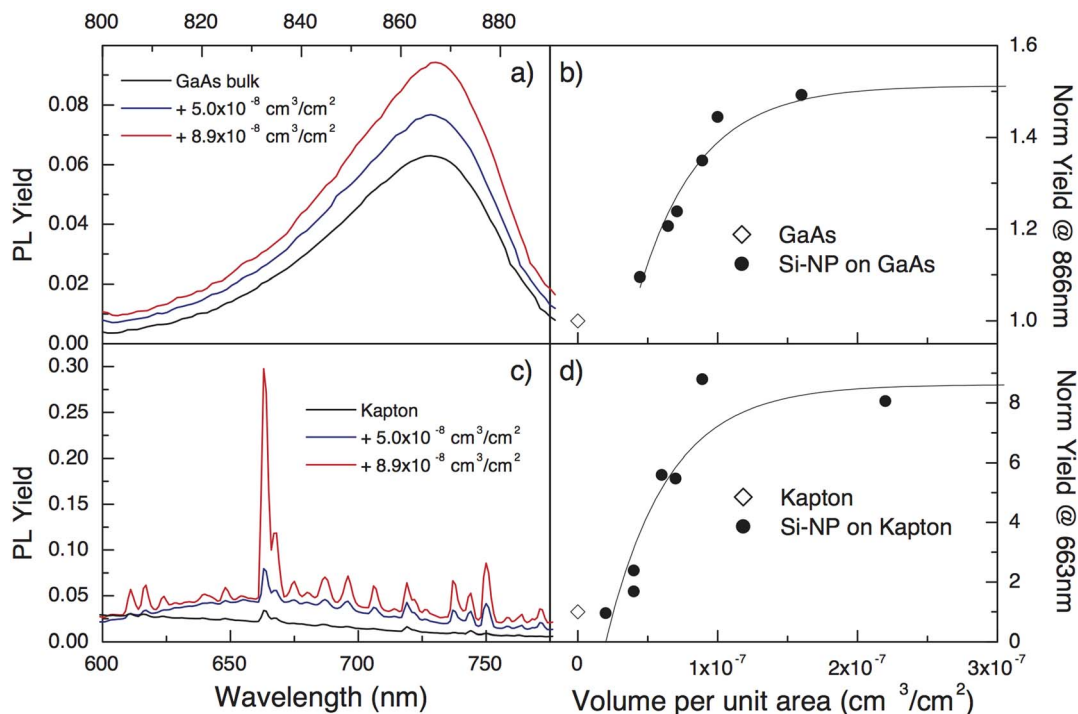 800 820 840 860 880
a)
GaAs bulk
+ 5.0x10⁻⁸ cm³/cm²
+ 8.9x10⁻⁸ cm³/cm²
0.08
0.06
0.04
0.02
0.00
PL Yield
b)
1.6
1.4
1.2
1.0
Norm Yield @ 866nm
GaAs
Si-NP on GaAs
c)
Kapton
+ 5.0x10⁻⁸ cm³/cm²
+ 8.9x10⁻⁸ cm³/cm²
0.30
0.25
0.20
0.15
0.10
0.05
0.00
PL Yield
600 650 700 750
Wavelength (nm)
d)
8
6
4
2
0
Norm Yield @ 663nm
Kapton
Si-NP on Kapton
0 1x10⁻⁷ 2x10⁻⁷ 3x10⁻⁷
Volume per unit area (cm³/cm²)